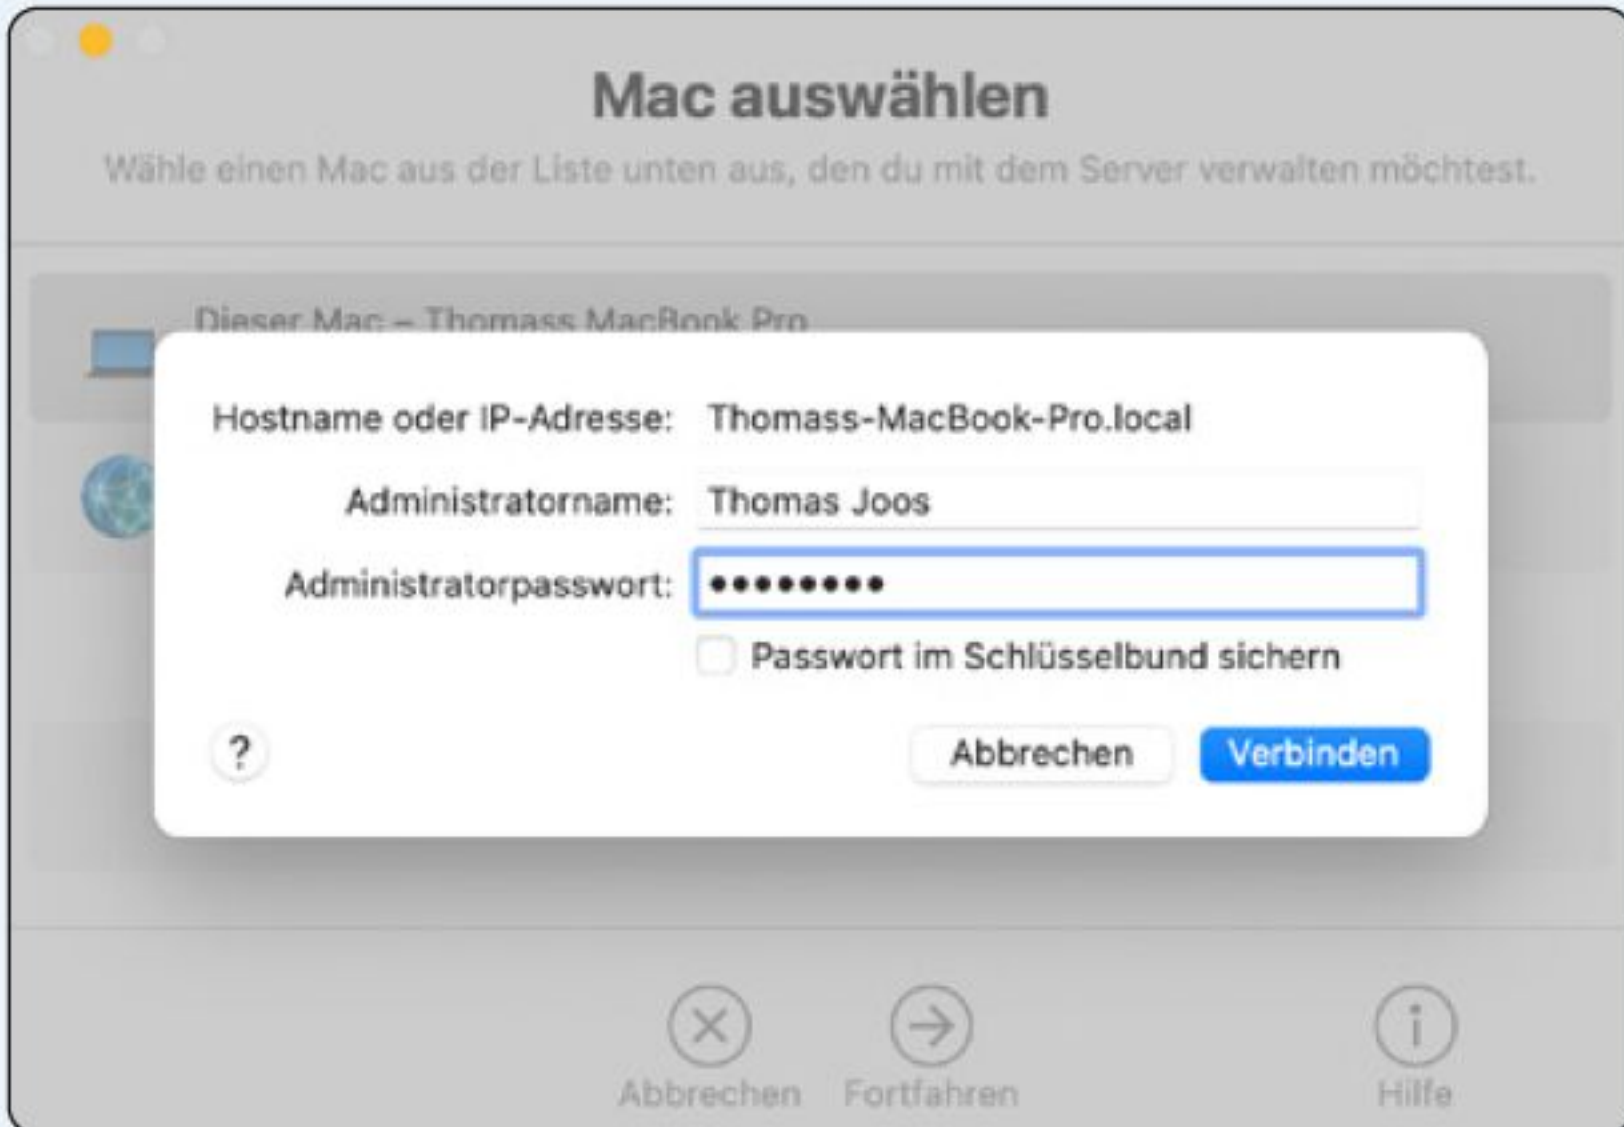 Mac auswählen
Wähle einen Mac aus der Liste unten aus, den du mit dem Server verwalten möchtest.
Dieser Mac – Thomass MacBook Pro
Hostname oder IP-Adresse: Thomass-MacBook-Pro.local
Administratorname: Thomas Joos
Administratorpasswort: ••••••••
Passwort im Schlüsselbund sichern
? Abbrechen Verbinden
Abbrechen Fortfahren Hilfe